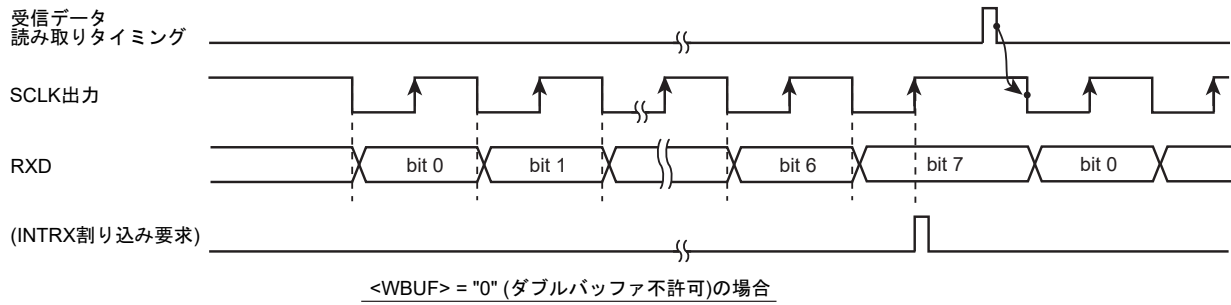 受信データ
読み取りタイミング
SCLK出力
RXD
bit 0
bit 1
bit 6
bit 7
bit 0
(INTRX割り込み要求)
<WBUF> = "0" (ダブルバッファ不許可)の場合